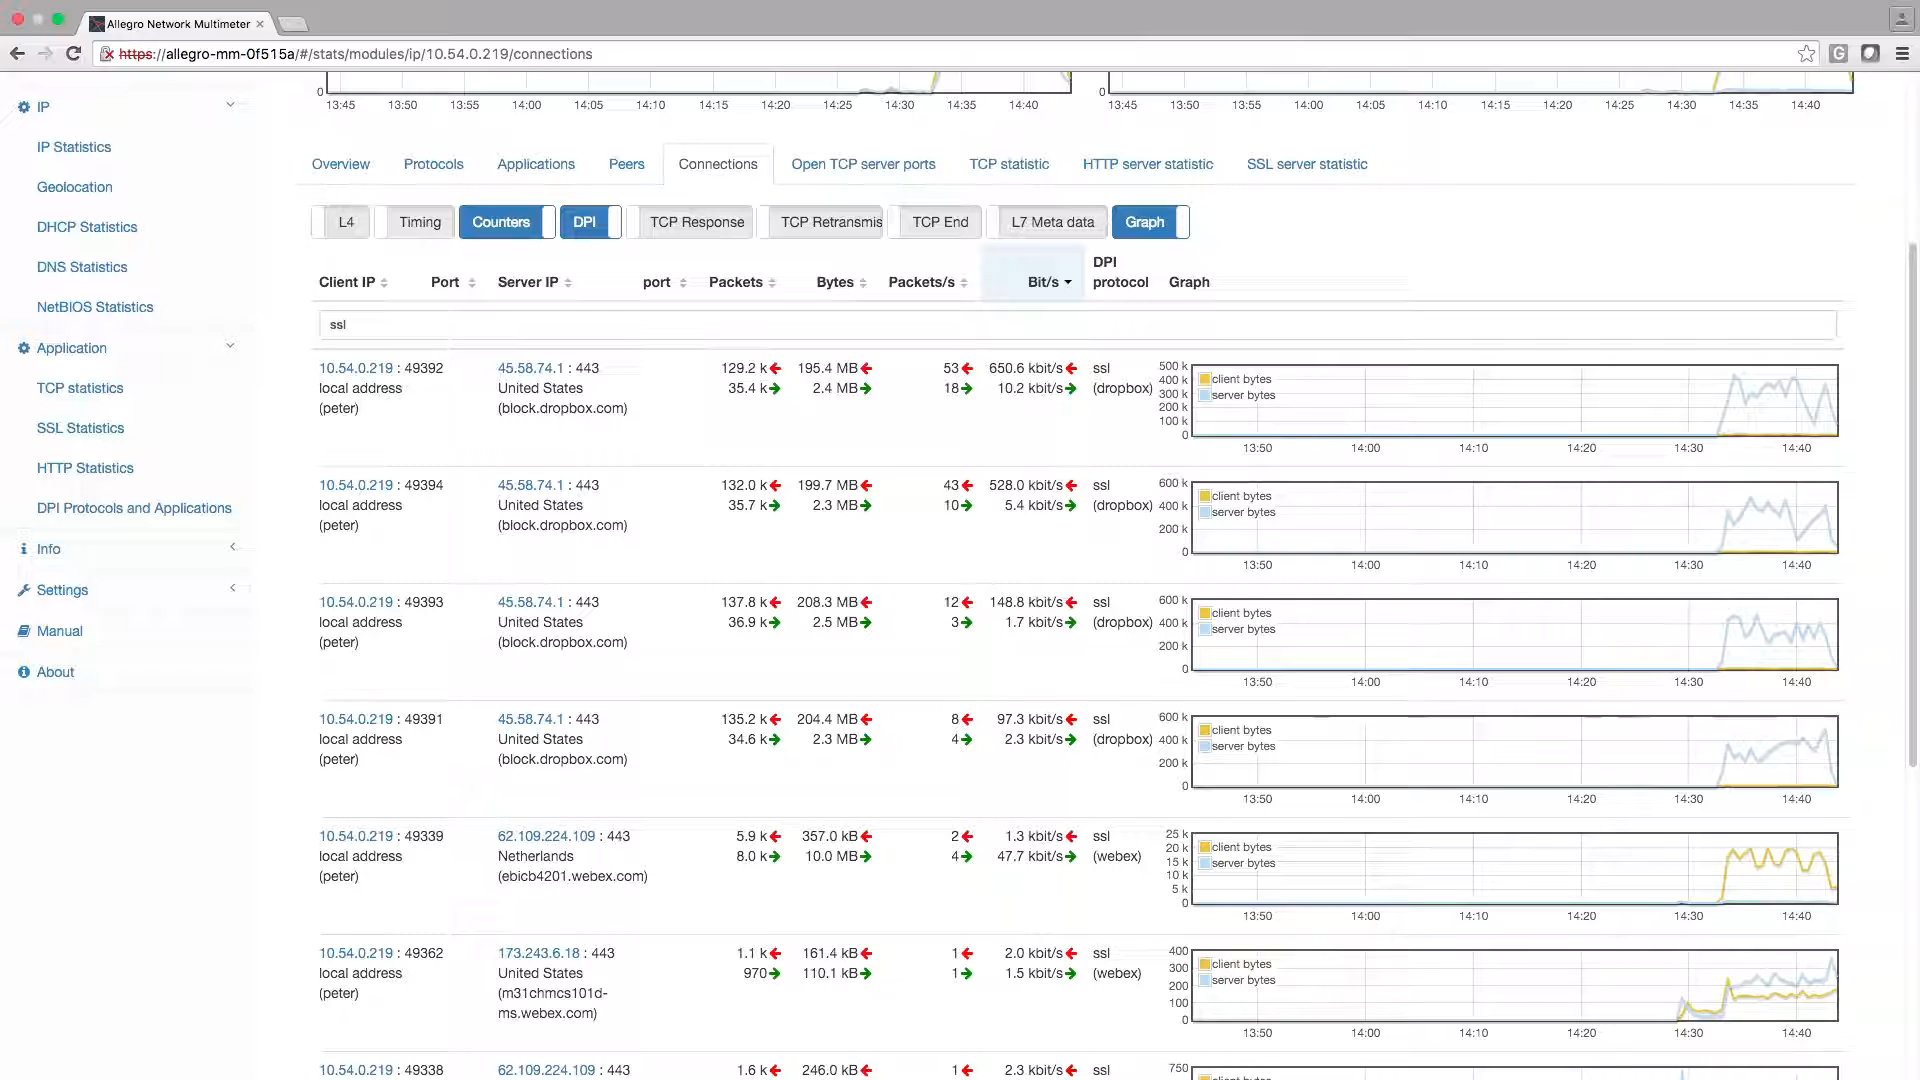 Allegro Network Multimeter
https://allegro-mm-0f515a/#/stats/modules/ip/10.54.0.219/connections
IP
IP Statistics
Geolocation
DHCP Statistics
DNS Statistics
NetBIOS Statistics
Application
TCP statistics
SSL Statistics
HTTP Statistics
DPI Protocols and Applications
Info
Settings
Manual
About
0
13:45 13:50 13:55 14:00 14:05 14:10 14:15 14:20 14:25 14:30 14:35 14:40
0
13:45 13:50 13:55 14:00 14:05 14:10 14:15 14:20 14:25 14:30 14:35 14:40
Overview Protocols Applications Peers Connections Open TCP server ports TCP statistic HTTP server statistic SSL server statistic
L4 Timing Counters DPI TCP Response TCP Retransmis TCP End L7 Meta data Graph
Client IP Port Server IP port Packets Bytes Packets/s Bit/s DPI protocol Graph
ssl
10.54.0.219 : 49392 45.58.74.1 : 443 129.2 k 195.4 MB 53 650.6 kbit/s ssl
local address United States 35.4 k 2.4 MB 18 10.2 kbit/s (dropbox)
(peter) (block.dropbox.com)
500 k
400 k client bytes
300 k server bytes
200 k
100 k
0
13:50 14:00 14:10 14:20 14:30 14:40
10.54.0.219 : 49394 45.58.74.1 : 443 132.0 k 199.7 MB 43 528.0 kbit/s ssl
local address United States 35.7 k 2.3 MB 10 5.4 kbit/s (dropbox)
(peter) (block.dropbox.com)
600 k
client bytes
400 k server bytes
200 k
0
13:50 14:00 14:10 14:20 14:30 14:40
10.54.0.219 : 49393 45.58.74.1 : 443 137.8 k 208.3 MB 12 148.8 kbit/s ssl
local address United States 36.9 k 2.5 MB 3 1.7 kbit/s (dropbox)
(peter) (block.dropbox.com)
600 k
client bytes
400 k server bytes
200 k
0
13:50 14:00 14:10 14:20 14:30 14:40
10.54.0.219 : 49391 45.58.74.1 : 443 135.2 k 204.4 MB 8 97.3 kbit/s ssl
local address United States 34.6 k 2.3 MB 4 2.3 kbit/s (dropbox)
(peter) (block.dropbox.com)
600 k
client bytes
400 k server bytes
200 k
0
13:50 14:00 14:10 14:20 14:30 14:40
10.54.0.219 : 49339 62.109.224.109 : 443 5.9 k 357.0 kB 2 1.3 kbit/s ssl
local address Netherlands 8.0 k 10.0 MB 4 47.7 kbit/s (webex)
(peter) (ebicb4201.webex.com)
25 k
20 k client bytes
15 k server bytes
10 k
5 k
0
13:50 14:00 14:10 14:20 14:30 14:40
10.54.0.219 : 49362 173.243.6.18 : 443 1.1 k 161.4 kB 1 2.0 kbit/s ssl
local address United States 970 110.1 kB 1 1.5 kbit/s (webex)
(peter) (m31chmcs101d-
ms.webex.com)
400
300 client bytes
200 server bytes
100
0
13:50 14:00 14:10 14:20 14:30 14:40
10.54.0.219 : 49338 62.109.224.109 : 443 1.6 k 246.0 kB 1 2.3 kbit/s ssl
750
client bytes